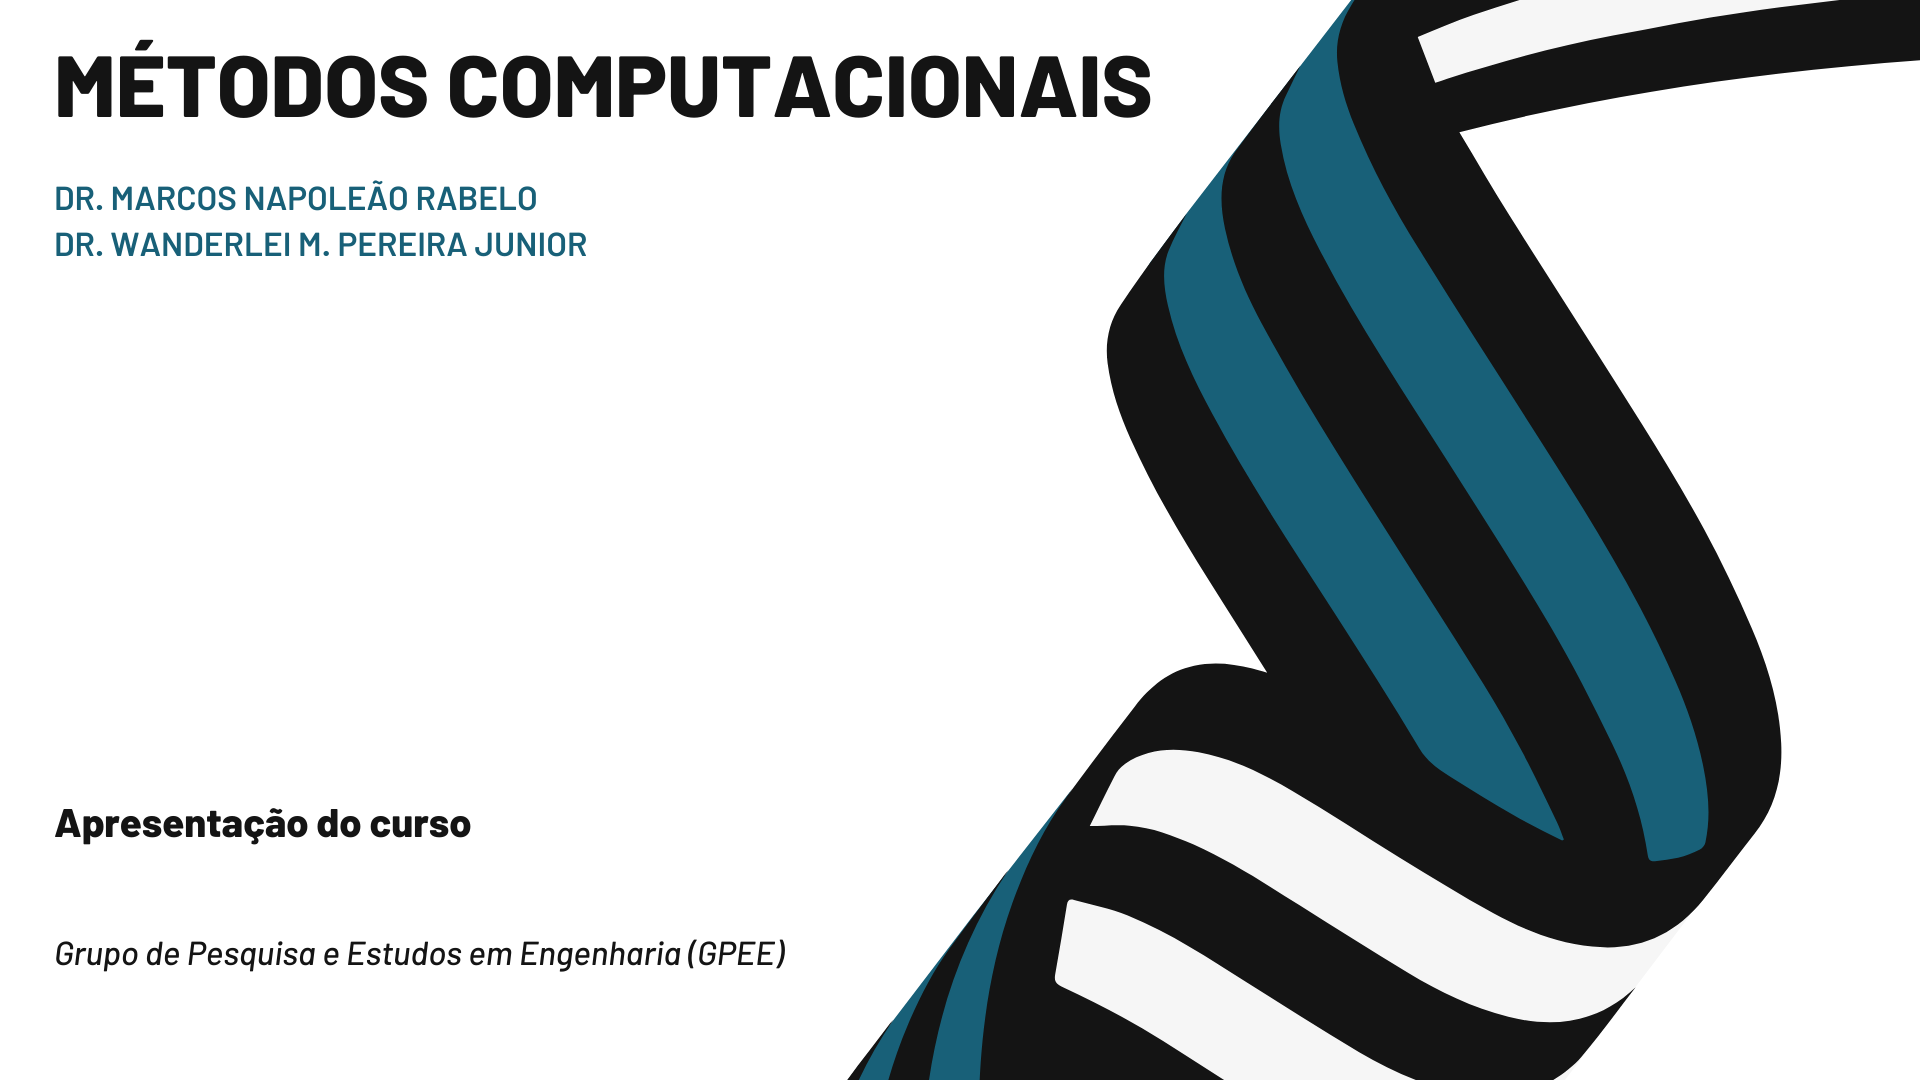 MÉTODOS COMPUTACIONAIS
DR. MARCOS NAPOLEÃO RABELO
DR. WANDERLEI M. PEREIRA JUNIOR
Apresentação do curso
Grupo de Pesquisa e Estudos em Engenharia (GPEE)